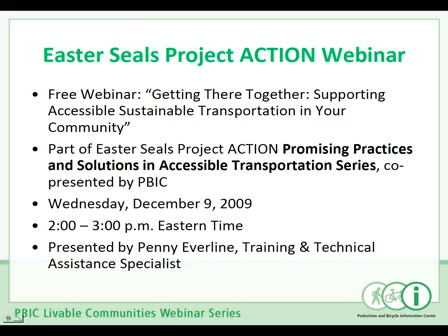 Easter Seals Project ACTION Webinar
• Free Webinar: “Getting There Together: Supporting
Accessible Sustainable Transportation in Your
Community”
• Part of Easter Seals Project ACTION Promising Practices
and Solutions in Accessible Transportation Series, co-
presented by PBIC
• Wednesday, December 9, 2009
• 2:00 – 3:00 p.m. Eastern Time
• Presented by Penny Everline, Training & Technical
Assistance Specialist
PBIC Livable Communities Webinar Series
i
Pedestrian and Bicycle Information Center